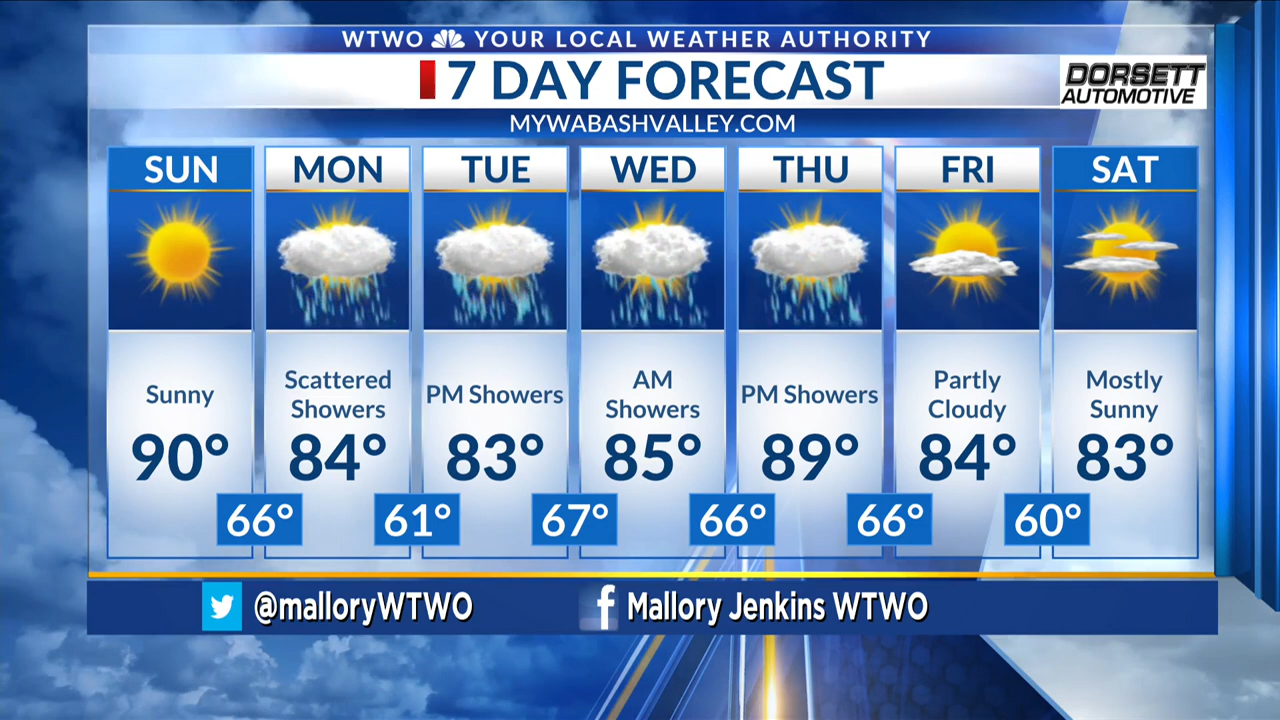 WTWO YOUR LOCAL WEATHER AUTHORITY
7 DAY FORECAST
DORSETT
AUTOMOTIVE
MYWABASHVALLEY.COM
SUN MON TUE WED THU FRI SAT
Sunny
Scattered
Showers
PM Showers
AM
Showers
PM Showers
Partly
Cloudy
Mostly
Sunny
90° 84° 83° 85° 89° 84° 83°
66° 61° 67° 66° 66° 60°
@malloryWTWO
f Mallory Jenkins WTWO